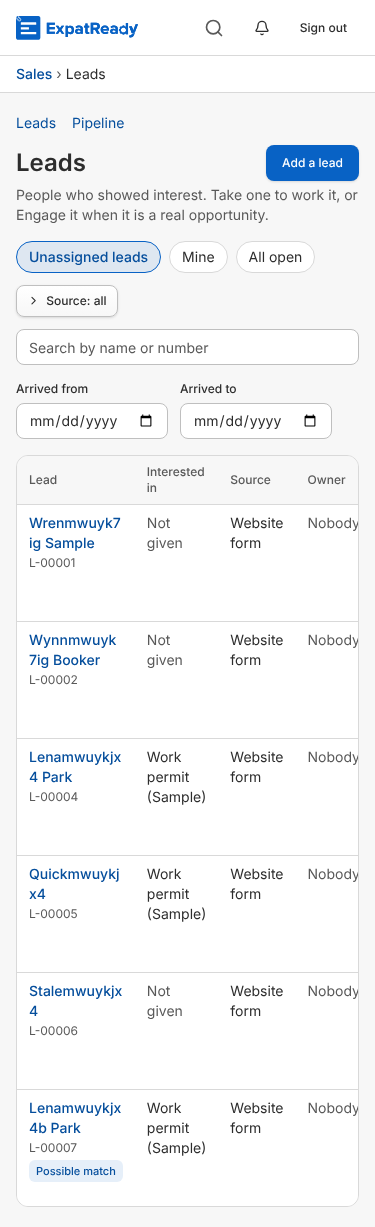 ExpatReady
Sign out
Sales › Leads
Leads
Pipeline
Leads
Add a lead
People who showed interest. Take one to work it, or
Engage it when it is a real opportunity.
Unassigned leads
Mine
All open
Source: all
Search by name or number
Arrived from
Arrived to
mm/dd/yyyy
mm/dd/yyyy
Lead
Interested
in
Source
Owner
Wrenmwuyk7
ig Sample
L-00001
Not
given
Website
form
Nobody
Wynnmwuyk
7ig Booker
L-00002
Not
given
Website
form
Nobody
Lenamwuykjx
4 Park
L-00004
Work
permit
(Sample)
Website
form
Nobody
Quickmwuykj
x4
L-00005
Work
permit
(Sample)
Website
form
Nobody
Stalemwuykjx
4
L-00006
Not
given
Website
form
Nobody
Lenamwuykjx
4b Park
L-00007
Possible match
Work
permit
(Sample)
Website
form
Nobody